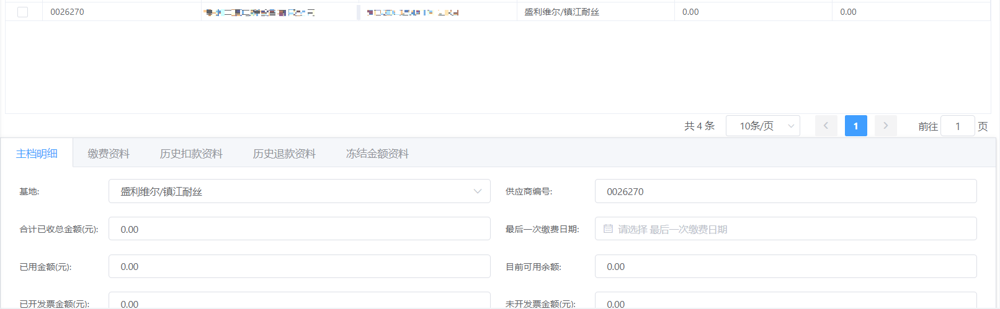 0026270 盛利维尔/镇江耐丝 0.00 0.00
共 4 条 10条/页 1 前往 1 页
主档明细 缴费资料 历史扣款资料 历史退款资料 冻结金额资料
基地: 盛利维尔/镇江耐丝 供应商编号: 0026270
合计已收总金额(元): 0.00 最后一次缴费日期: 请选择 最后一次缴费日期
已用金额(元): 0.00 目前可用余额: 0.00
已开发票金额(元): 0.00 未开发票金额(元): 0.00